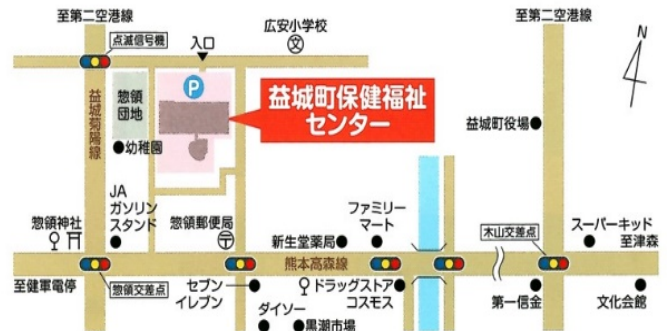 至第二空港線
至第二空港線
広安小学校
文
入口
点滅信号機
N
P
益城菊陽線
惣領
団地
益城町保健福祉
センター
益城町役場
幼稚園
JA
ガソリン
スタンド
惣領神社
惣領郵便局
〒
ファミリー
マート
新生堂薬局
木山交差点
スーパーキッド
至津森
熊本高森線
至健軍電停
惣領交差点
セブン
イレブン
ドラッグストア
コスモス
第一信金
文化会館
ダイソー
黒潮市場